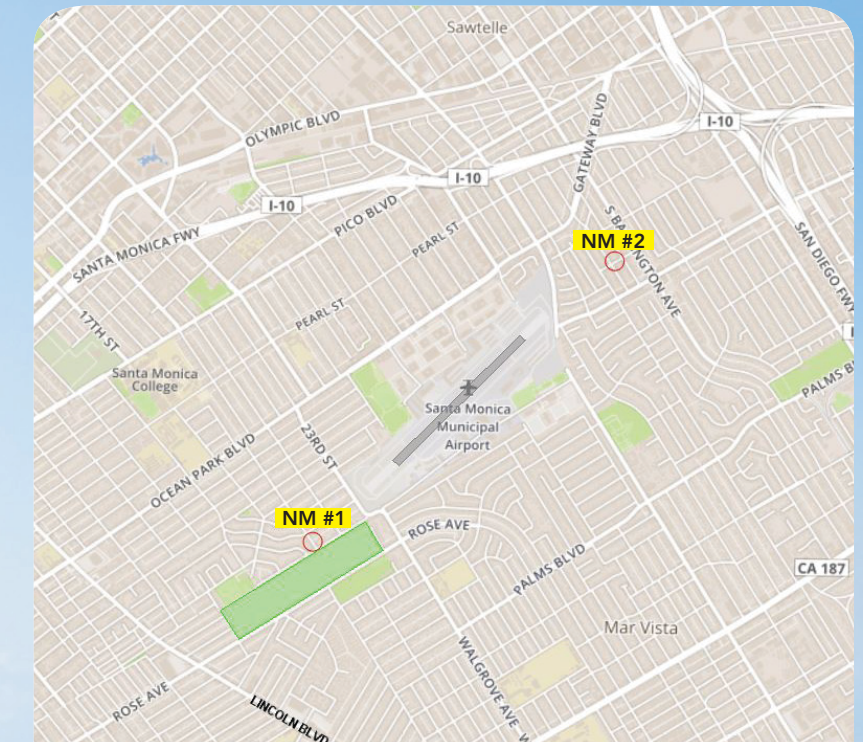 Sawtelle
OLYMPIC BLVD
GATEWAY BLVD
I-10
I-10
I-10
PICO BLVD
PEARL ST
S BA
NGTON AVE
NM #2
SANTA MONICA FWY
SAN DIEGO FWY
PEARL ST
17TH ST
Santa Monica
College
PALMS B
Santa Monica
Municipal
Airport
23RD ST
OCEAN PARK BLVD
NM #1
ROSE AVE
PALMS BLVD
CA 187
Mar Vista
WALGROVE AVE
W
ROSE AVE
LINCOLN BLVD